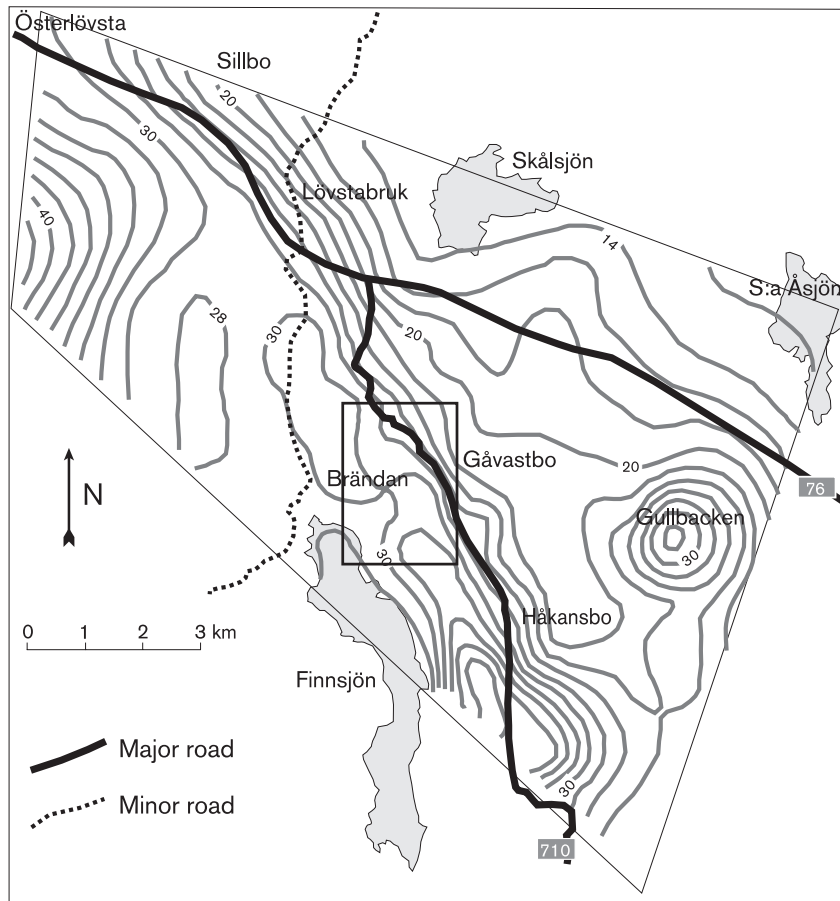 Österlövsta
Sillbo
20
30
Skålsjön
Lövstabruk
40
14
S:a Åsjön
28
30
20
Gåvastbo
20
Brändan
76
N
Gullbacken
30
30
0 1 2 3 km
Håkansbo
Finnsjön
Major road
30
Minor road
710